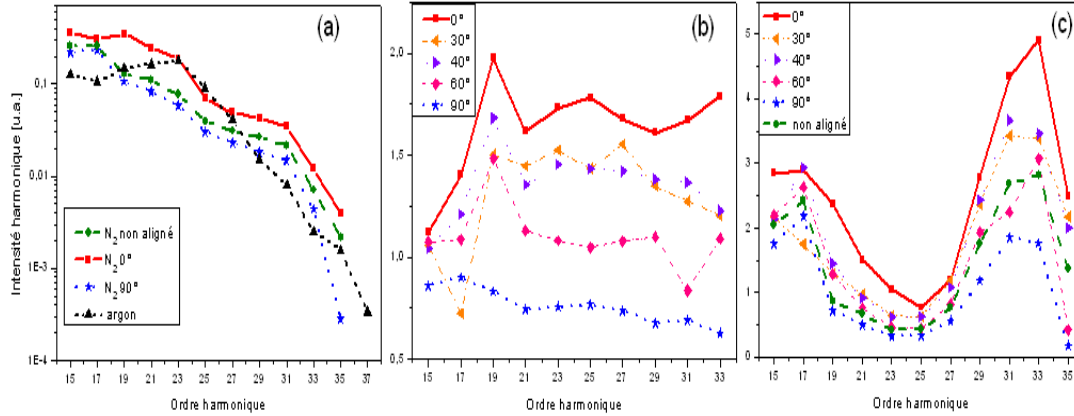 (a)
Intensité harmonique [u.a.]
0,1
0,01
1E-3
1E-4
N2 non aligné
N2 0°
N2 90°
argon
15 17 19 21 23 25 27 29 31 33 35 37
Ordre harmonique
(b)
0°
30°
40°
60°
90°
2,0
1,5
1,0
0,5
15 17 19 21 23 25 27 29 31 33
Ordre harmonique
(c)
0°
30°
40°
60°
90°
non aligné
5
4
3
2
1
0
15 17 19 21 23 25 27 29 31 33 35
Ordre harmonique